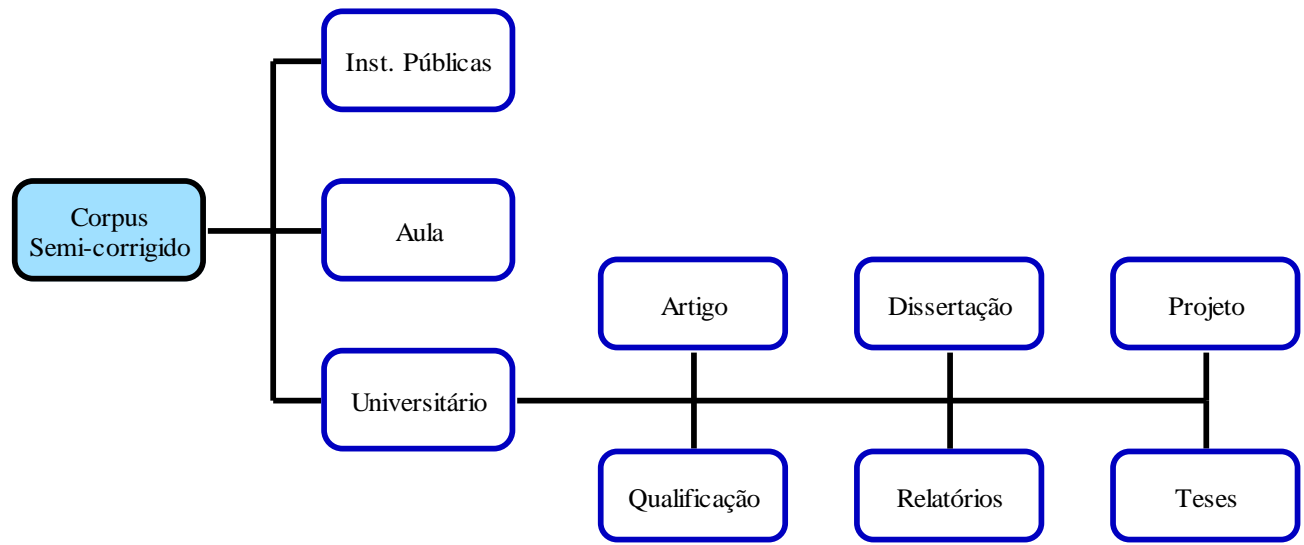 Inst. Públicas
Corpus
Semi-corrigido
Aula
Universitário
Artigo
Dissertação
Projeto
Qualificação
Relatórios
Teses